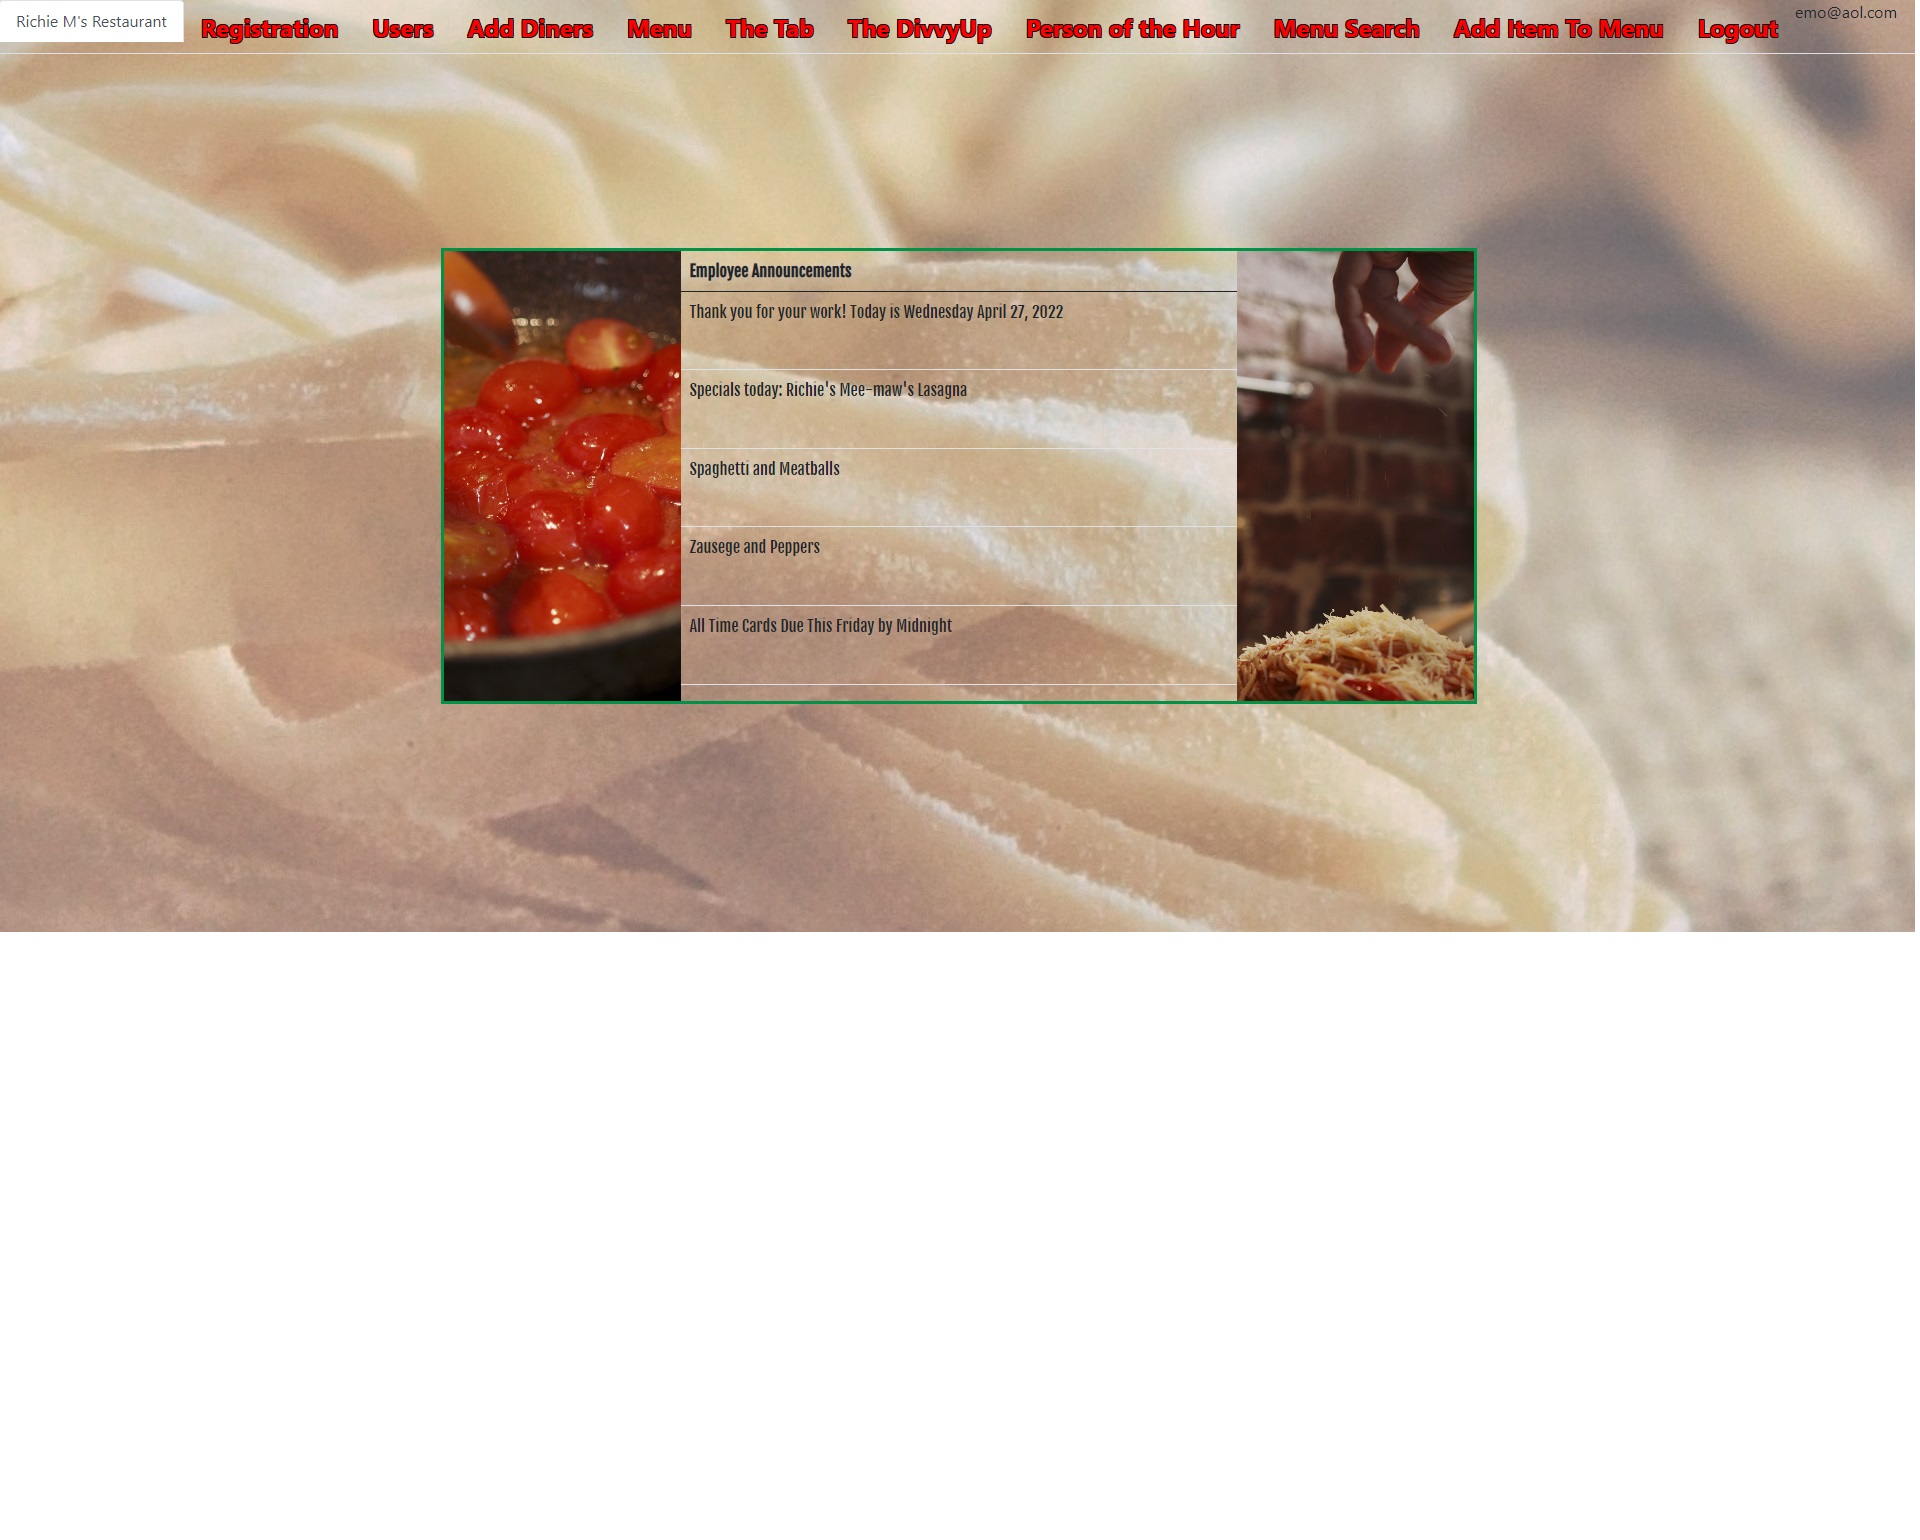 Richie M's Restaurant
Registration
Users
Add Diners
Menu
The Tab
The DivvyUp
Person of the Hour
Menu Search
Add Item To Menu
Logout
emo@aol.com
Employee Announcements
Thank you for your work! Today is Wednesday April 27, 2022
Specials today: Richie's Mee-maw's Lasagna
Spaghetti and Meatballs
Zausege and Peppers
All Time Cards Due This Friday by Midnight